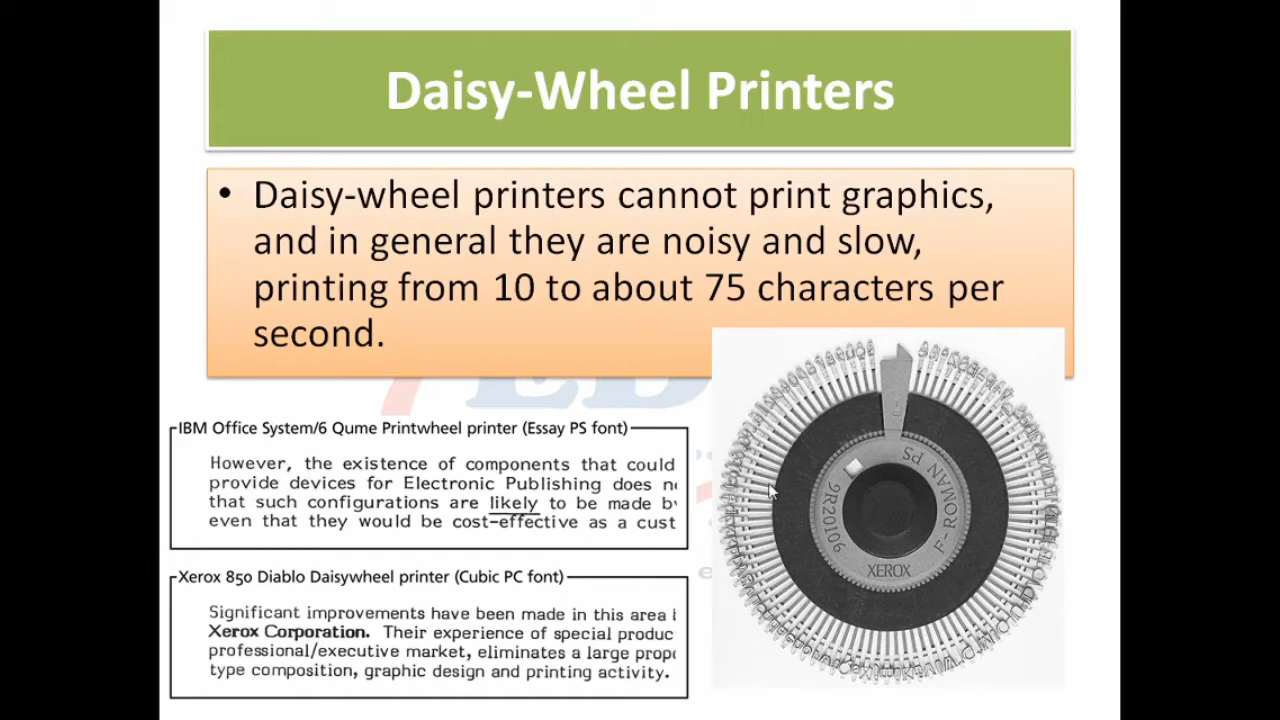 Daisy-Wheel Printers
• Daisy-wheel printers cannot print graphics,
and in general they are noisy and slow,
printing from 10 to about 75 characters per
second.
IBM Office System/6 Qume Printwheel printer (Essay PS font)
However, the existence of components that could
provide devices for Electronic Publishing does
that such configurations are likely to be made
even that they would be cost-effective as a cust
Xerox 850 Diablo Daisywheel printer (Cubic PC font)
Significant improvements have been made in this area
Xerox Corporation. Their experience of special produc
professional/executive market, eliminates a large prop
type composition, graphic design and printing activity.
F-ROMAN PS
9R20190
XEROX